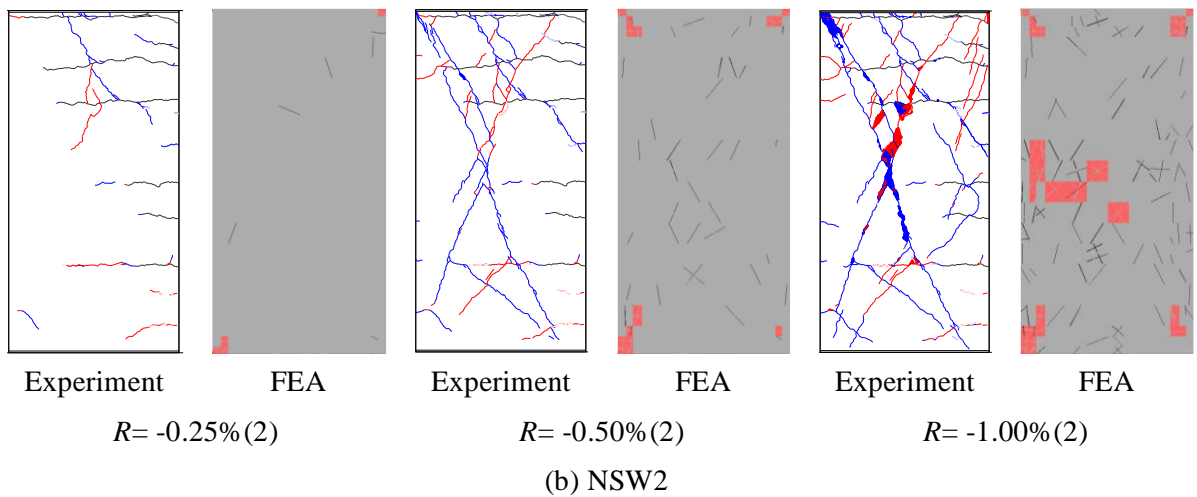 Experiment FEA Experiment FEA Experiment FEA
R= -0.25%(2) R= -0.50%(2) R= -1.00%(2)
(b) NSW2